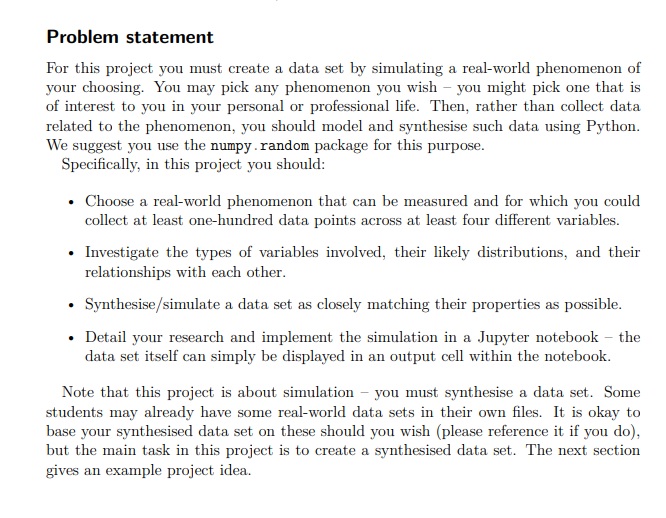 Problem statement
For this project you must create a data set by simulating a real-world phenomenon of
your choosing. You may pick any phenomenon you wish – you might pick one that is
of interest to you in your personal or professional life. Then, rather than collect data
related to the phenomenon, you should model and synthesise such data using Python.
We suggest you use the numpy.random package for this purpose.
Specifically, in this project you should:
• Choose a real-world phenomenon that can be measured and for which you could
collect at least one-hundred data points across at least four different variables.
• Investigate the types of variables involved, their likely distributions, and their
relationships with each other.
• Synthesise/simulate a data set as closely matching their properties as possible.
• Detail your research and implement the simulation in a Jupyter notebook – the
data set itself can simply be displayed in an output cell within the notebook.
Note that this project is about simulation – you must synthesise a data set. Some
students may already have some real-world data sets in their own files. It is okay to
base your synthesised data set on these should you wish (please reference it if you do),
but the main task in this project is to create a synthesised data set. The next section
gives an example project idea.